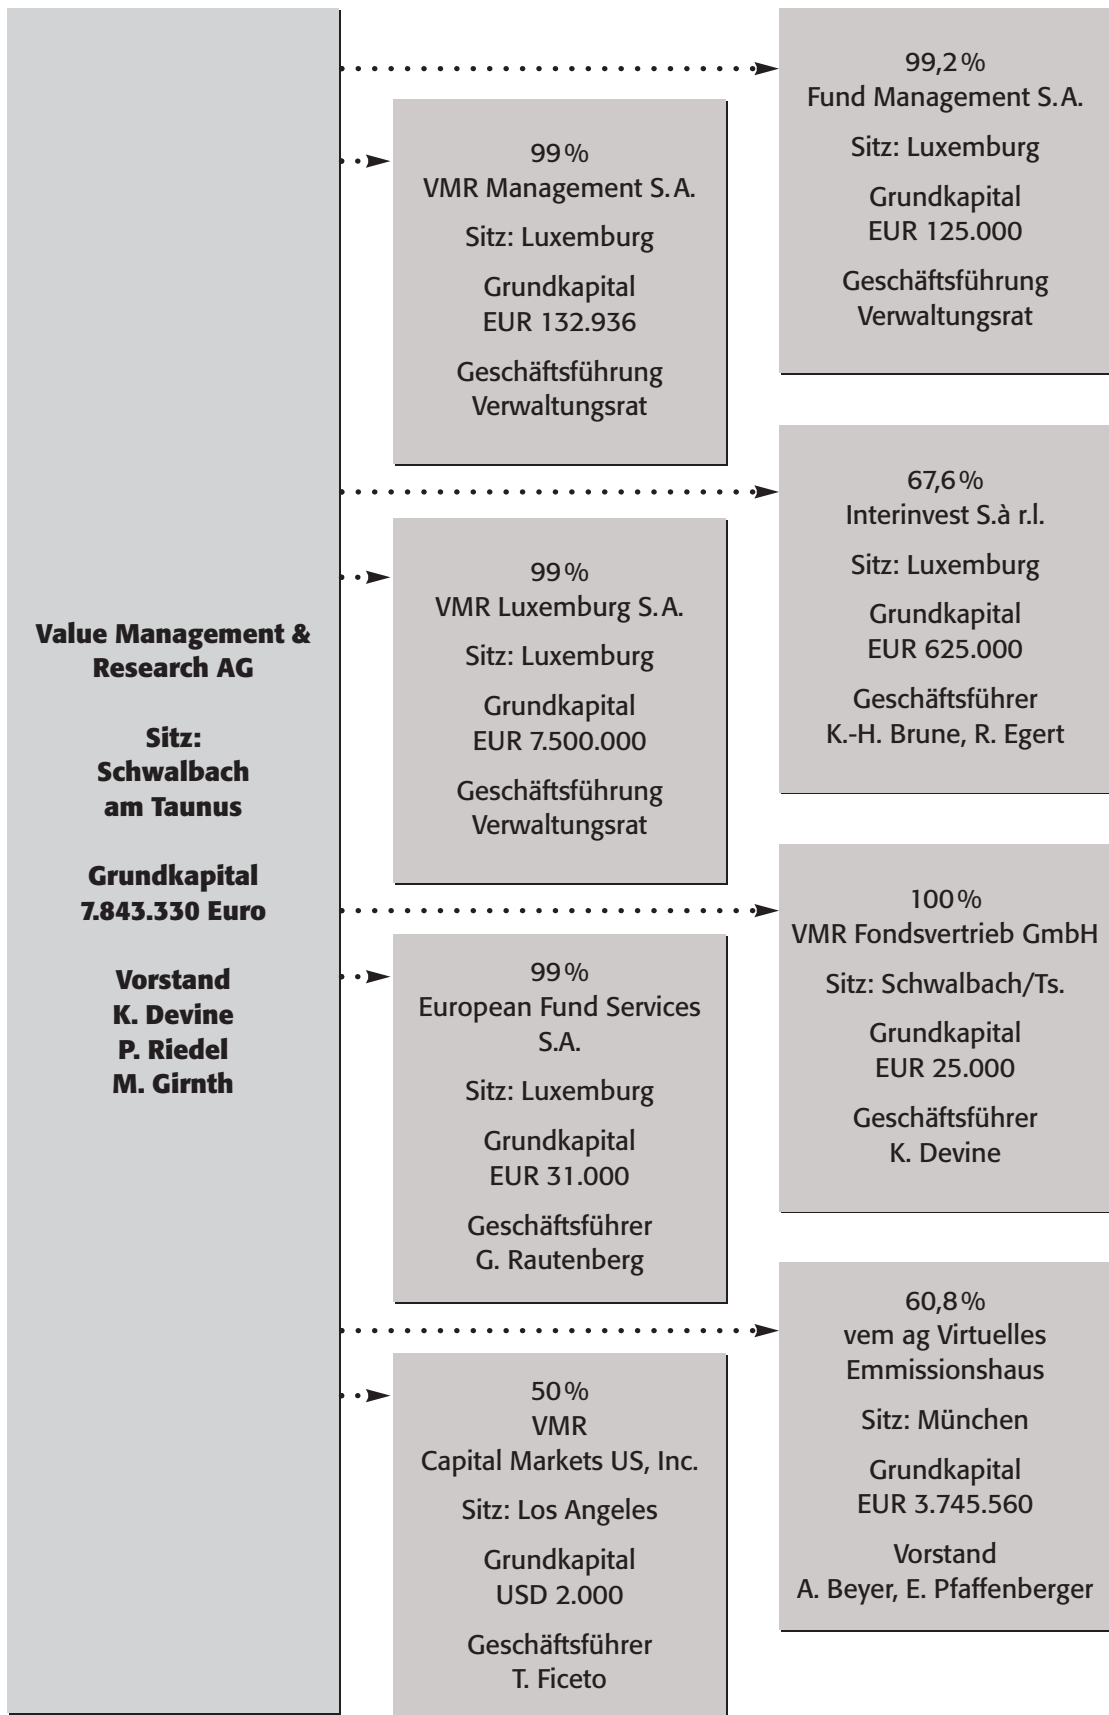 Value Management &
Research AG
Sitz:
Schwalbach
am Taunus
Grundkapital
7.843.330 Euro
Vorstand
K. Devine
P. Riedel
M. Girnth
99%
VMR Management S.A.
Sitz: Luxemburg
Grundkapital
EUR 132.936
Geschäftsführung
Verwaltungsrat
99%
VMR Luxemburg S.A.
Sitz: Luxemburg
Grundkapital
EUR 7.500.000
Geschäftsführung
Verwaltungsrat
99%
European Fund Services
S.A.
Sitz: Luxemburg
Grundkapital
EUR 31.000
Geschäftsführer
G. Rautenberg
50%
VMR
Capital Markets US, Inc.
Sitz: Los Angeles
Grundkapital
USD 2.000
Geschäftsführer
T. Ficeto
99,2%
Fund Management S.A.
Sitz: Luxemburg
Grundkapital
EUR 125.000
Geschäftsführung
Verwaltungsrat
67,6%
Interinvest S.à r.l.
Sitz: Luxemburg
Grundkapital
EUR 625.000
Geschäftsführer
K.-H. Brune, R. Egert
100%
VMR Fondsvertrieb GmbH
Sitz: Schwalbach/Ts.
Grundkapital
EUR 25.000
Geschäftsführer
K. Devine
60,8%
vem ag Virtuelles
Emmissionshaus
Sitz: München
Grundkapital
EUR 3.745.560
Vorstand
A. Beyer, E. Pfaffenberger